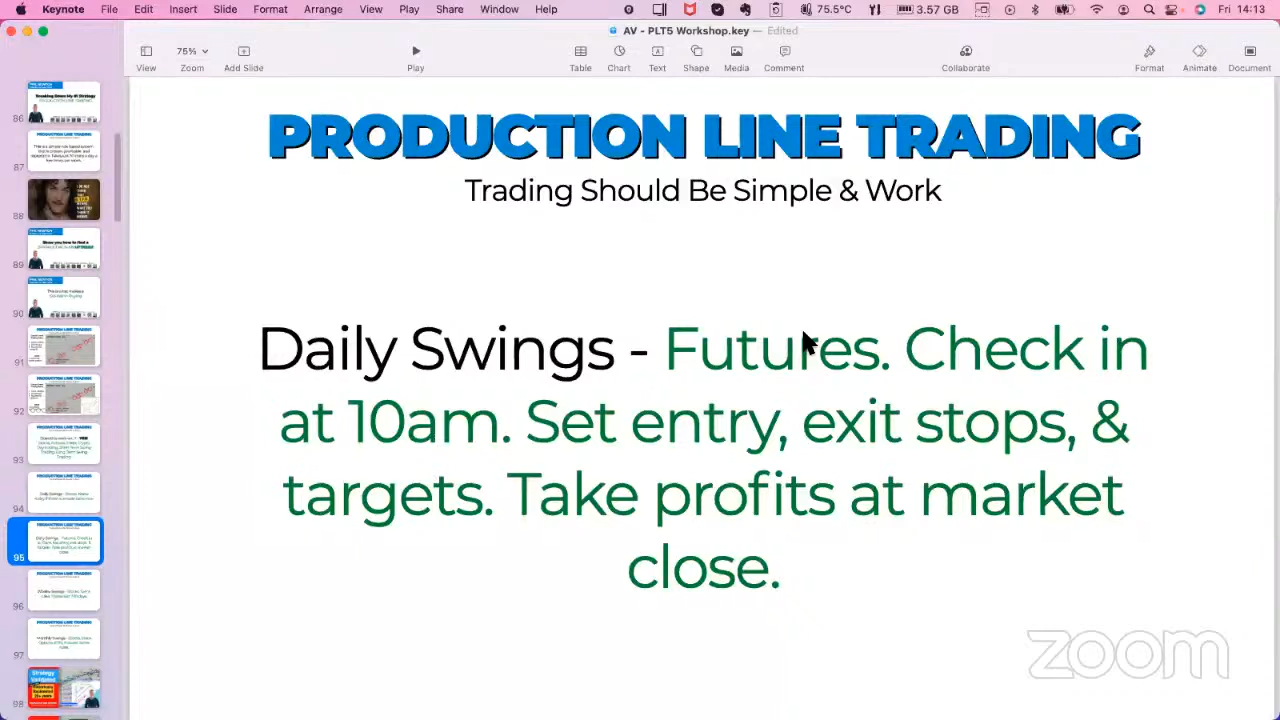 Keynote File Edit Insert Slide Format Arrange View Play Share Window Help 75.5°C 3.57 GB Fri 14:13
AV - PLT5 Workshop.key — Edited
75%
View Zoom Add Slide Play Table Chart Text Shape Media Comment Collaborate Format Animate Document
PRODUCTION LINE TRADING
Trading Should Be Simple & Work
Daily Swings - Futures. Check in
at 10am. Set entry, exit stops, &
targets. Take profits at market
close.
zoom
86
87
88
89
90
91
92
93
94
95
96
97
98